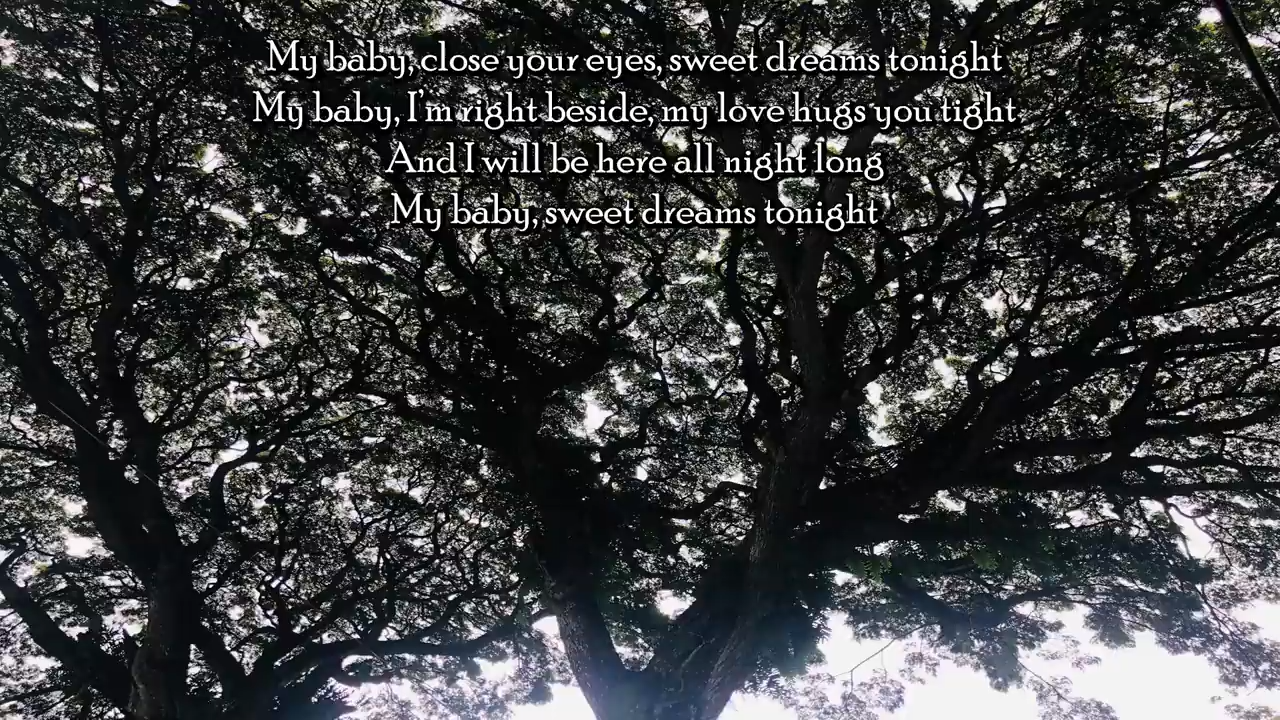 My baby, close your eyes, sweet dreams tonight
My baby, I'm right beside, my love hugs you tight
And I will be here all night long
My baby, sweet dreams tonight